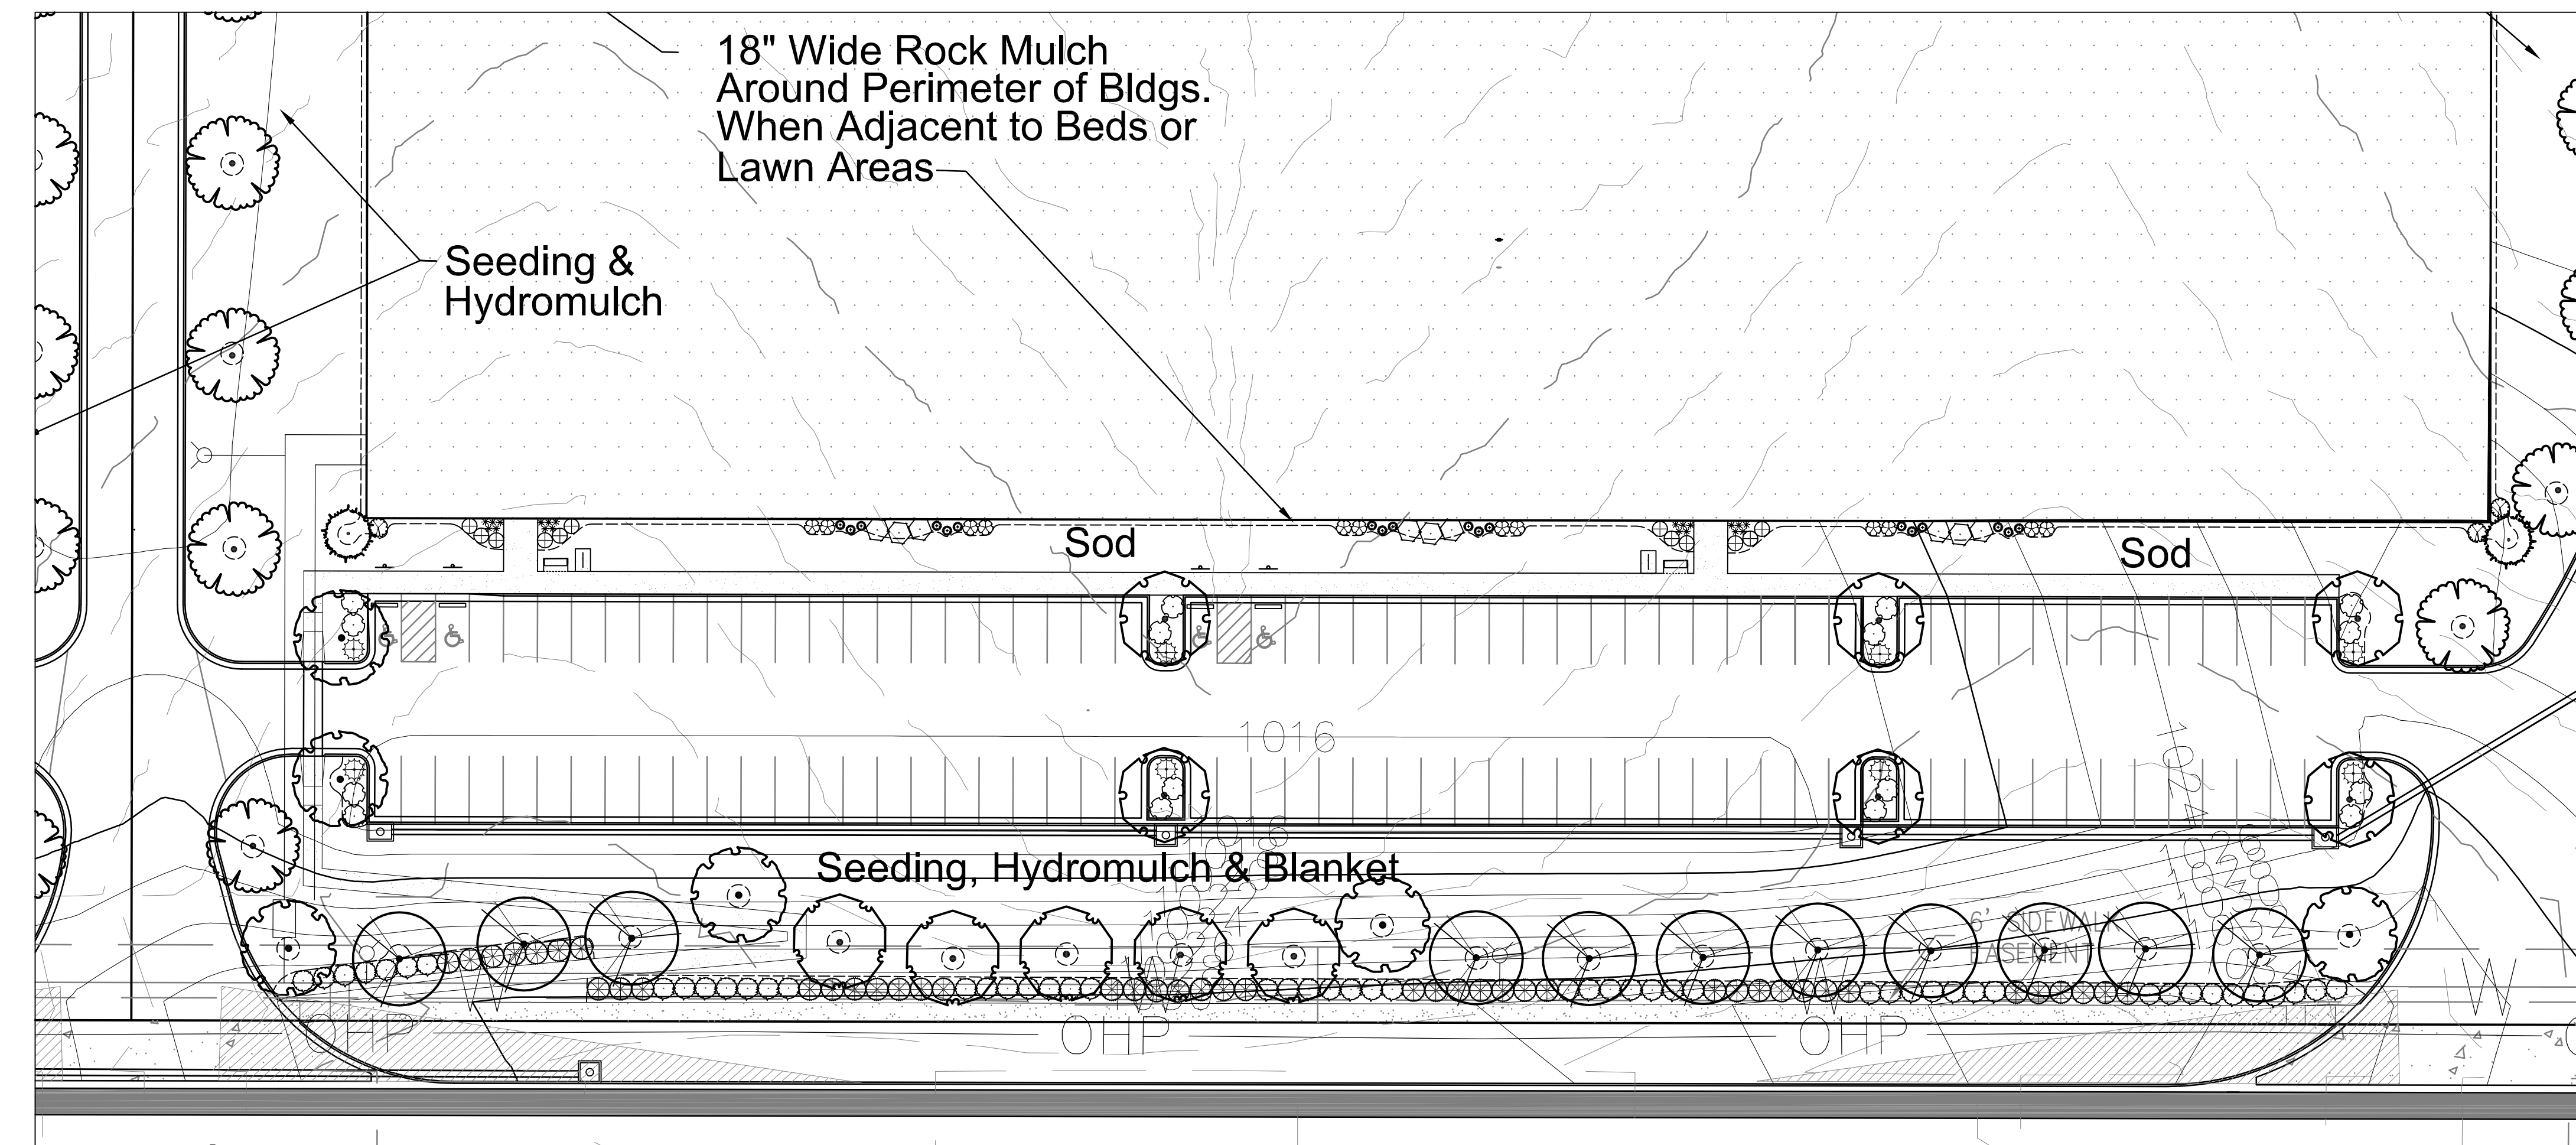 18" Wide Rock Mulch
Around Perimeter of Bldgs.
When Adjacent to Beds or
Lawn Areas
Seeding &
Hydromulch
Sod
Sod
1016
1024
Seeding, Hydromulch & Blanket
6' SIDEWALK
EASEMENT
W
W
W
OHP
OHP
OHP